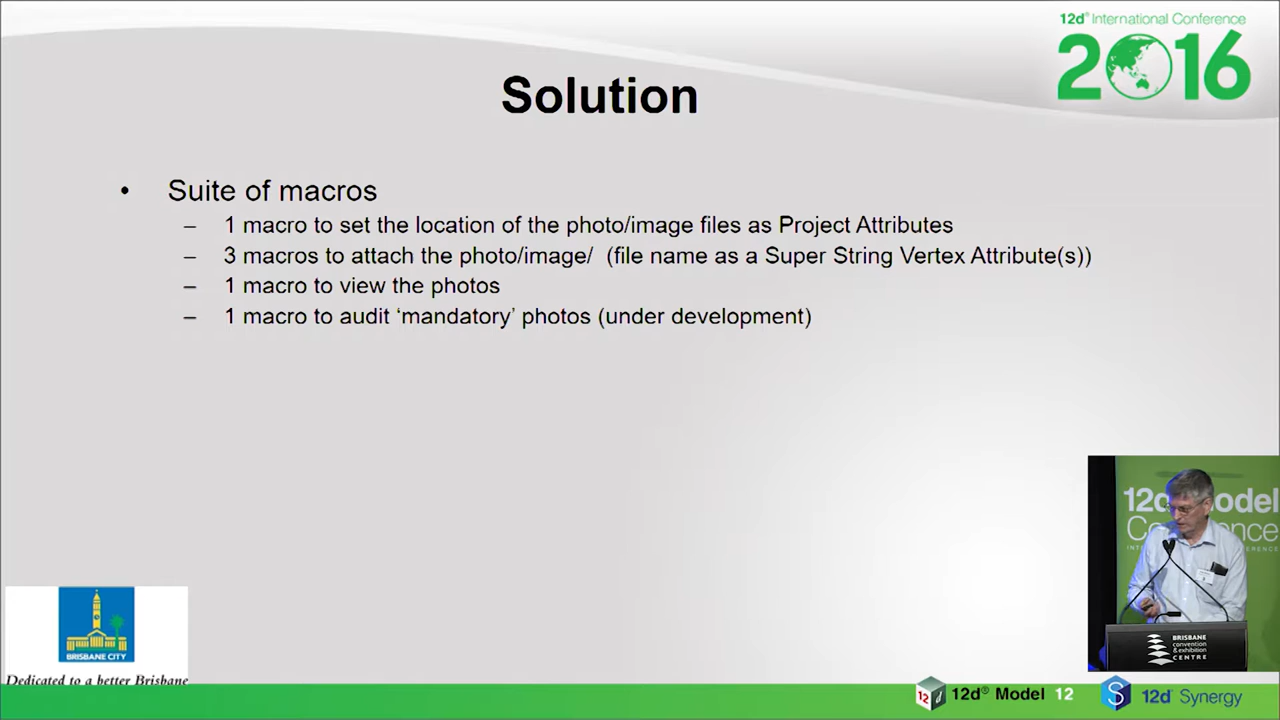 12d® International Conference
2016
Solution
• Suite of macros
– 1 macro to set the location of the photo/image files as Project Attributes
– 3 macros to attach the photo/image/ (file name as a Super String Vertex Attribute(s))
– 1 macro to view the photos
– 1 macro to audit ‘mandatory’ photos (under development)
12d Model
BRISBANE
convention
& exhibition
CENTRE
BRISBANE CITY
Dedicated to a better Brisbane
12d® Model 12
12d Synergy